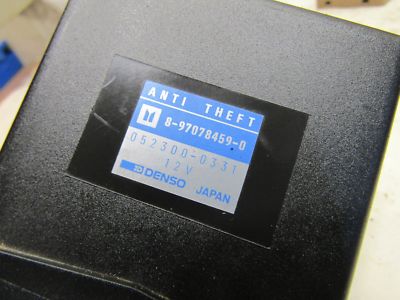 ANTI THEFT
8-97078459-0
052300-0331
12V
DENSO JAPAN